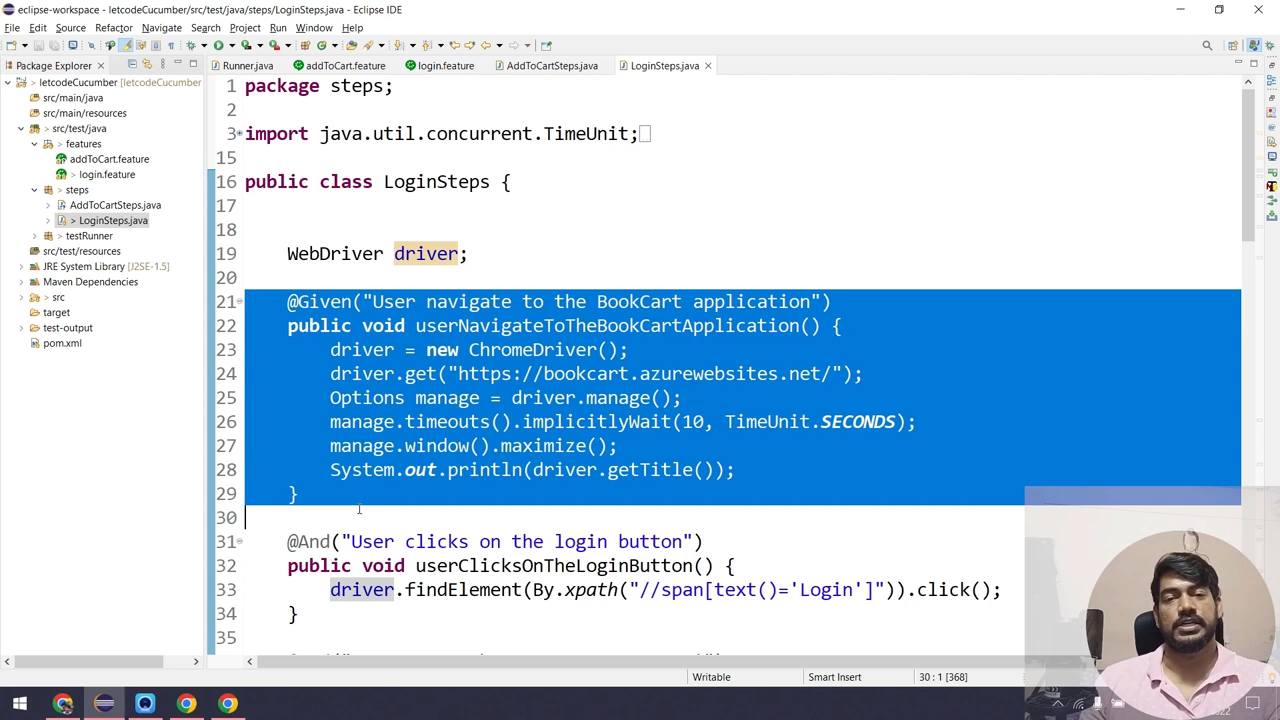 eclipse-workspace - letcodeCucumber/src/test/java/steps/LoginSteps.java - Eclipse IDE
File Edit Source Refactor Navigate Search Project Run Window Help
Package Explorer
letcodeCucumber [letcodeCucumber
src/main/java
src/main/resources
> src/test/java
> features
addToCart.feature
> login.feature
> steps
AddToCartSteps.java
> LoginSteps.java
> testRunner
src/test/resources
JRE System Library [J2SE-1.5]
Maven Dependencies
> src
target
> test-output
pom.xml
Runner.java addToCart.feature login.feature AddToCartSteps.java LoginSteps.java
1 package steps;
2
3 import java.util.concurrent.TimeUnit;
15
16 public class LoginSteps {
17
18
19 WebDriver driver;
20
21 @Given("User navigate to the BookCart application")
22 public void userNavigateToTheBookCartApplication() {
23 driver = new ChromeDriver();
24 driver.get("https://bookcart.azurewebsites.net/");
25 Options manage = driver.manage();
26 manage.timeouts().implicitlyWait(10, TimeUnit.SECONDS);
27 manage.window().maximize();
28 System.out.println(driver.getTitle());
29 }
30
31 @And("User clicks on the login button")
32 public void userClicksOnTheLoginButton() {
33 driver.findElement(By.xpath("//span[text()='Login']")).click();
34 }
35
Writable Smart Insert 30 : 1 [368]